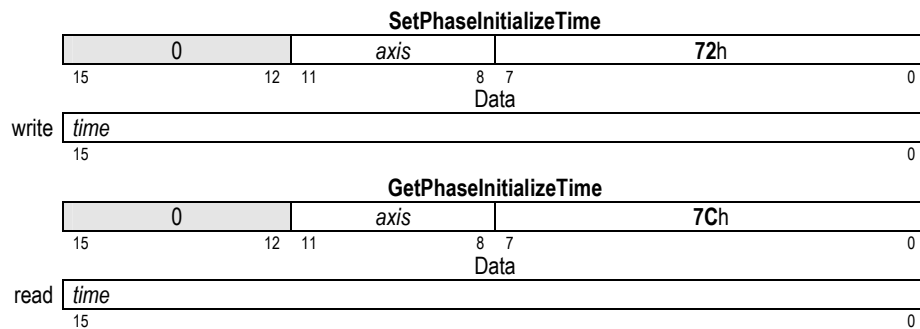 SetPhaseInitializeTime
0 axis 72h
15 12 11 8 7 0
Data
write time
15 0
GetPhaseInitializeTime
0 axis 7Ch
15 12 11 8 7 0
Data
read time
15 0